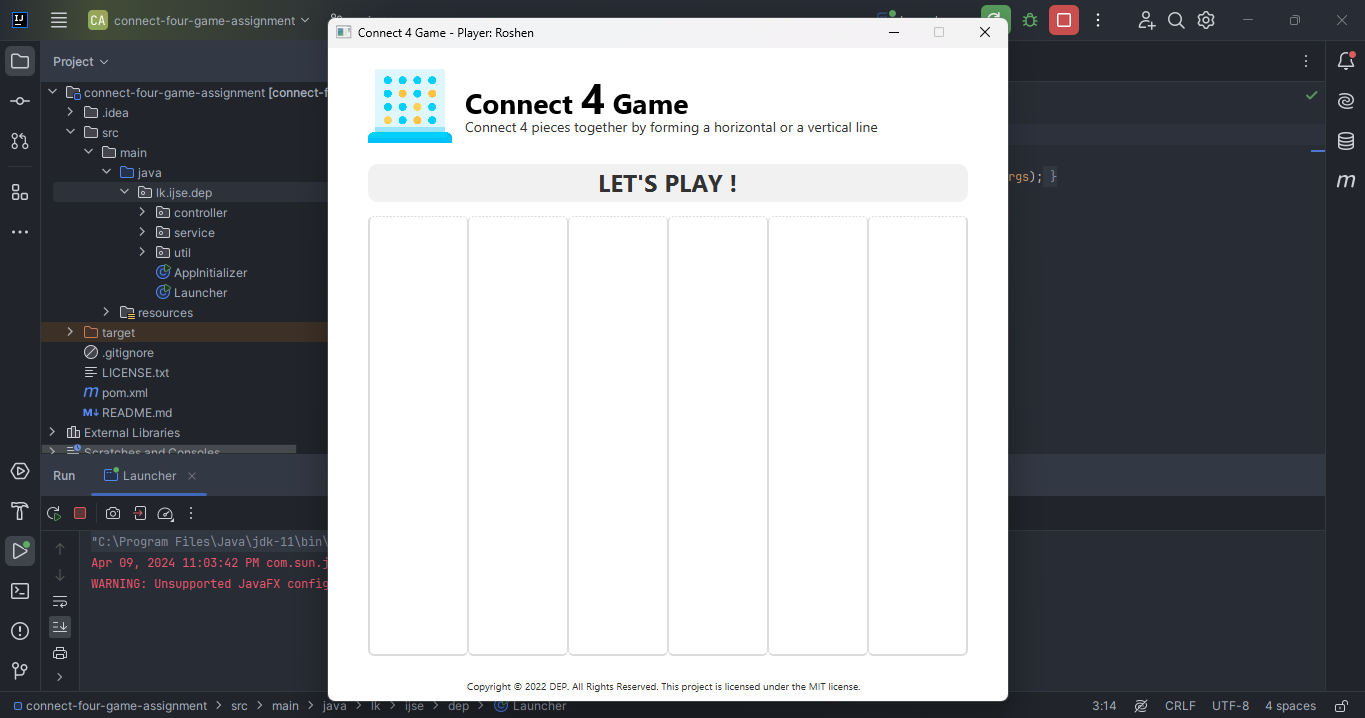 CA connect-four-game-assignment
Connect 4 Game - Player: Roshen
Project
connect-four-game-assignment [connect-f
.idea
src
main
java
lk.ijse.dep
controller
service
util
AppInitializer
Launcher
resources
target
.gitignore
LICENSE.txt
m pom.xml
M↓ README.md
External Libraries
Scratches and Consoles
Connect 4 Game
Connect 4 pieces together by forming a horizontal or a vertical line
LET'S PLAY !
rgs); }
Copyright © 2022 DEP. All Rights Reserved. This project is licensed under the MIT license.
Run
Launcher
"C:\Program Files\Java\jdk-11\bin\
Apr 09, 2024 11:03:42 PM com.sun.j
WARNING: Unsupported JavaFX config
connect-four-game-assignment > src > main > java > lk > ijse > dep > Launcher
3:14 CRLF UTF-8 4 spaces